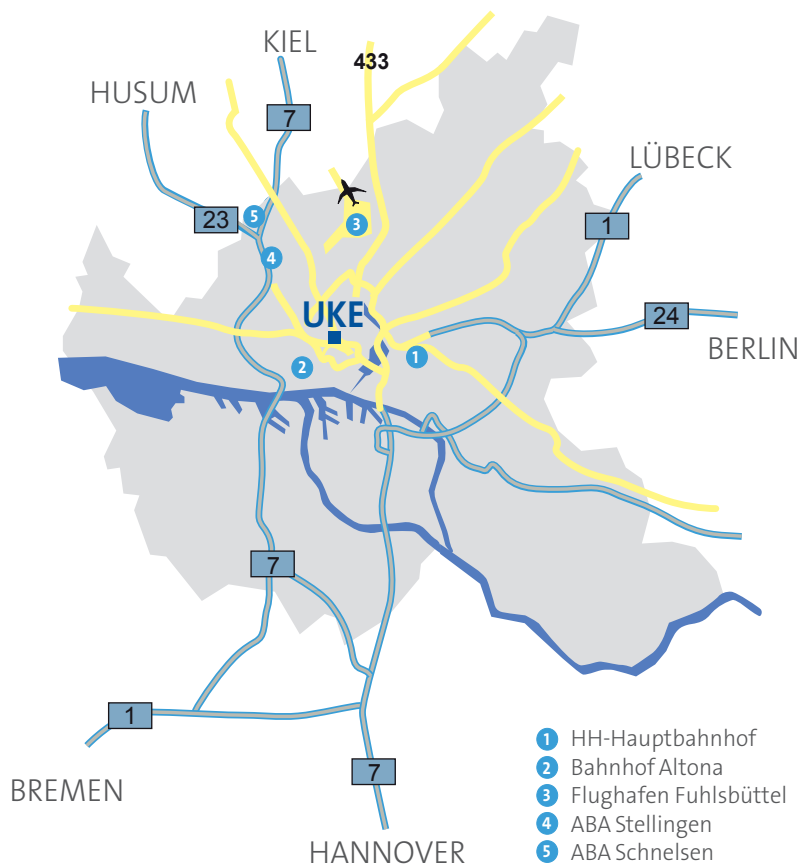 KIEL
433
HUSUM
7
LÜBECK
5
23
3
1
4
UKE
24
BERLIN
1
2
7
1
7
BREMEN
HANNOVER
1 HH-Hauptbahnhof
2 Bahnhof Altona
3 Flughafen Fuhlsbüttel
4 ABA Stellingen
5 ABA Schnelsen